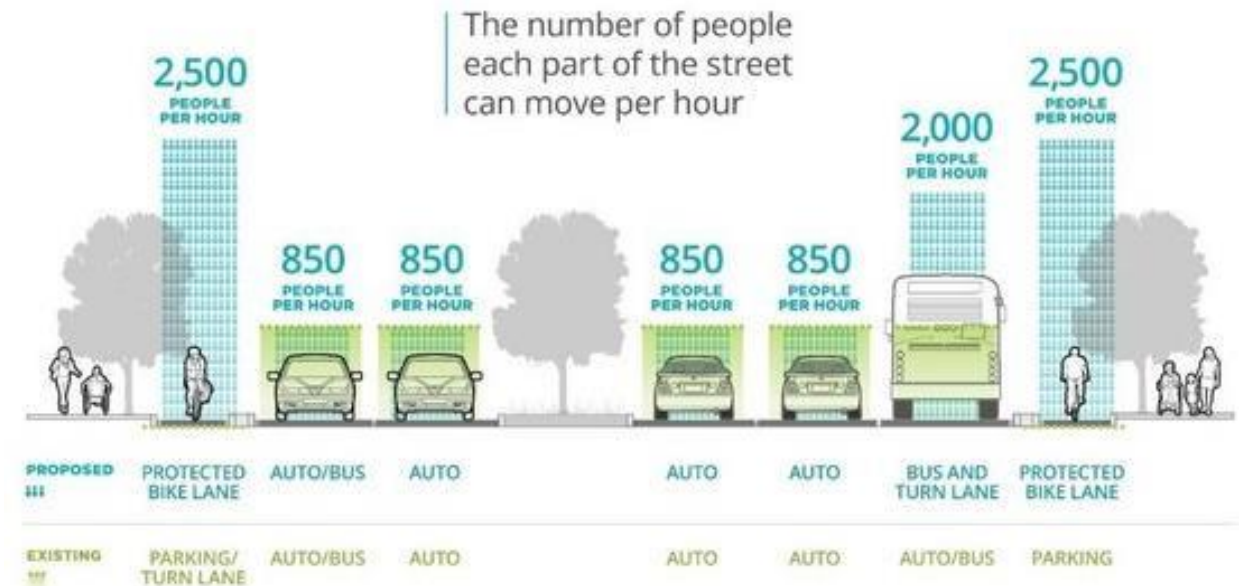 The number of people
each part of the street
can move per hour
2,500
PEOPLE
PER HOUR
850
PEOPLE
PER HOUR
850
PEOPLE
PER HOUR
850
PEOPLE
PER HOUR
850
PEOPLE
PER HOUR
2,000
PEOPLE
PER HOUR
2,500
PEOPLE
PER HOUR
PROPOSED
PROTECTED
BIKE LANE
AUTO/BUS
AUTO
AUTO
AUTO
BUS AND
TURN LANE
PROTECTED
BIKE LANE
EXISTING
PARKING/
TURN LANE
AUTO/BUS
AUTO
AUTO
AUTO
AUTO/BUS
PARKING